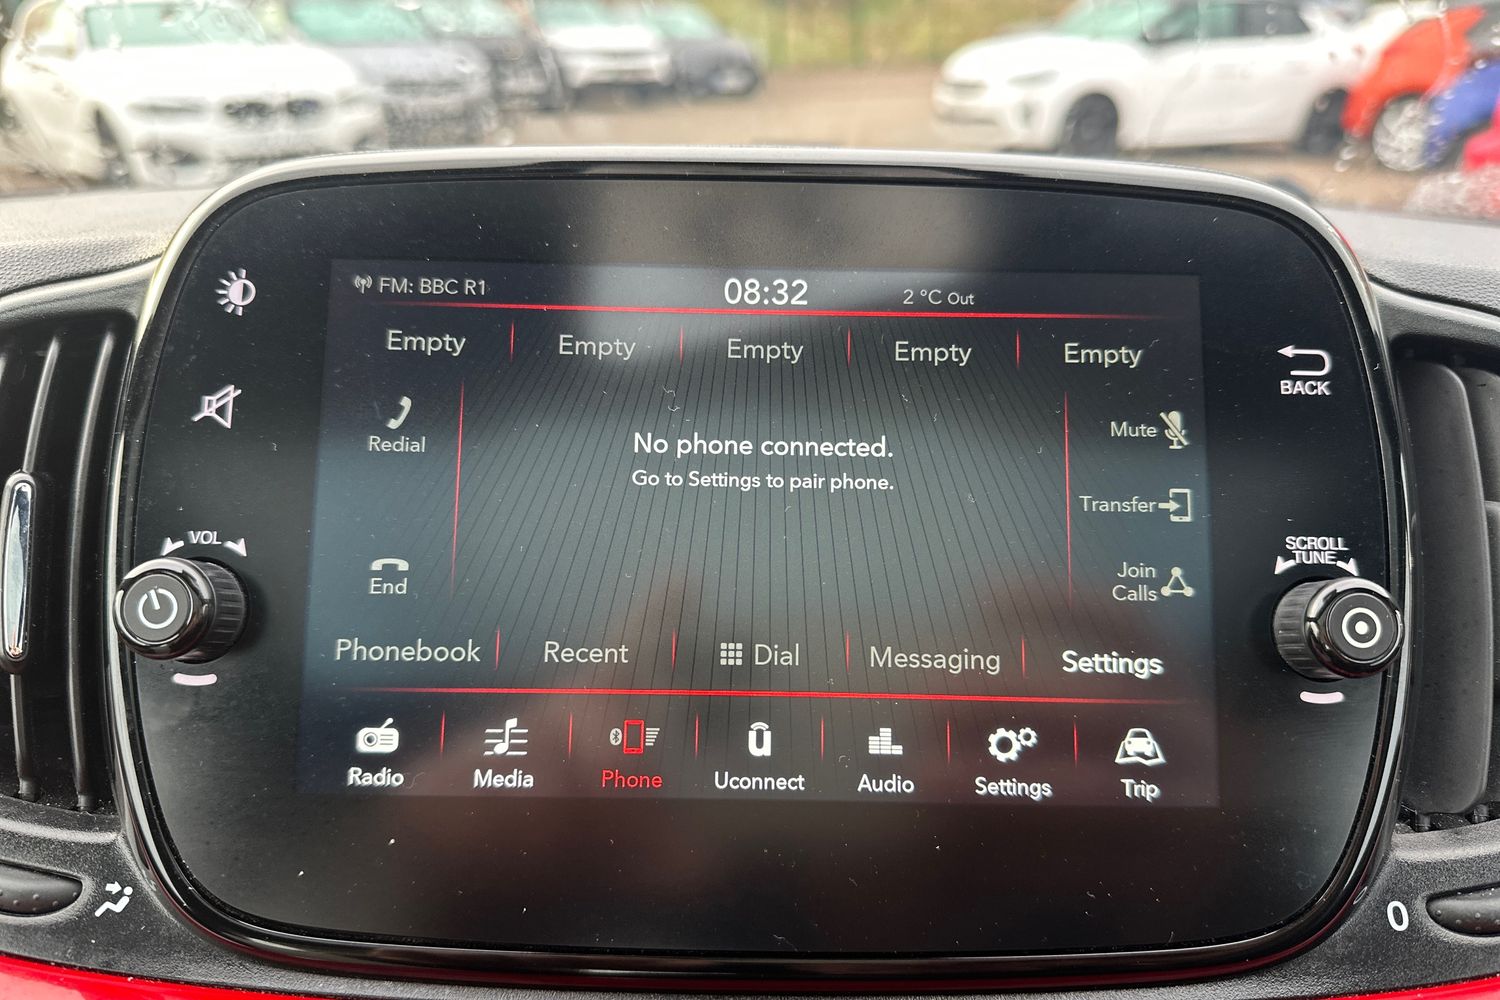 FM: BBC R1
08:32
2 °C Out
Empty
Empty
Empty
Empty
Empty
Redial
No phone connected.
Go to Settings to pair phone.
Mute
Transfer
End
Join
Calls
Phonebook
Recent
Dial
Messaging
Settings
Radio
Media
Phone
Uconnect
Audio
Settings
Trip
VOL
BACK
SCROLL
TUNE
0